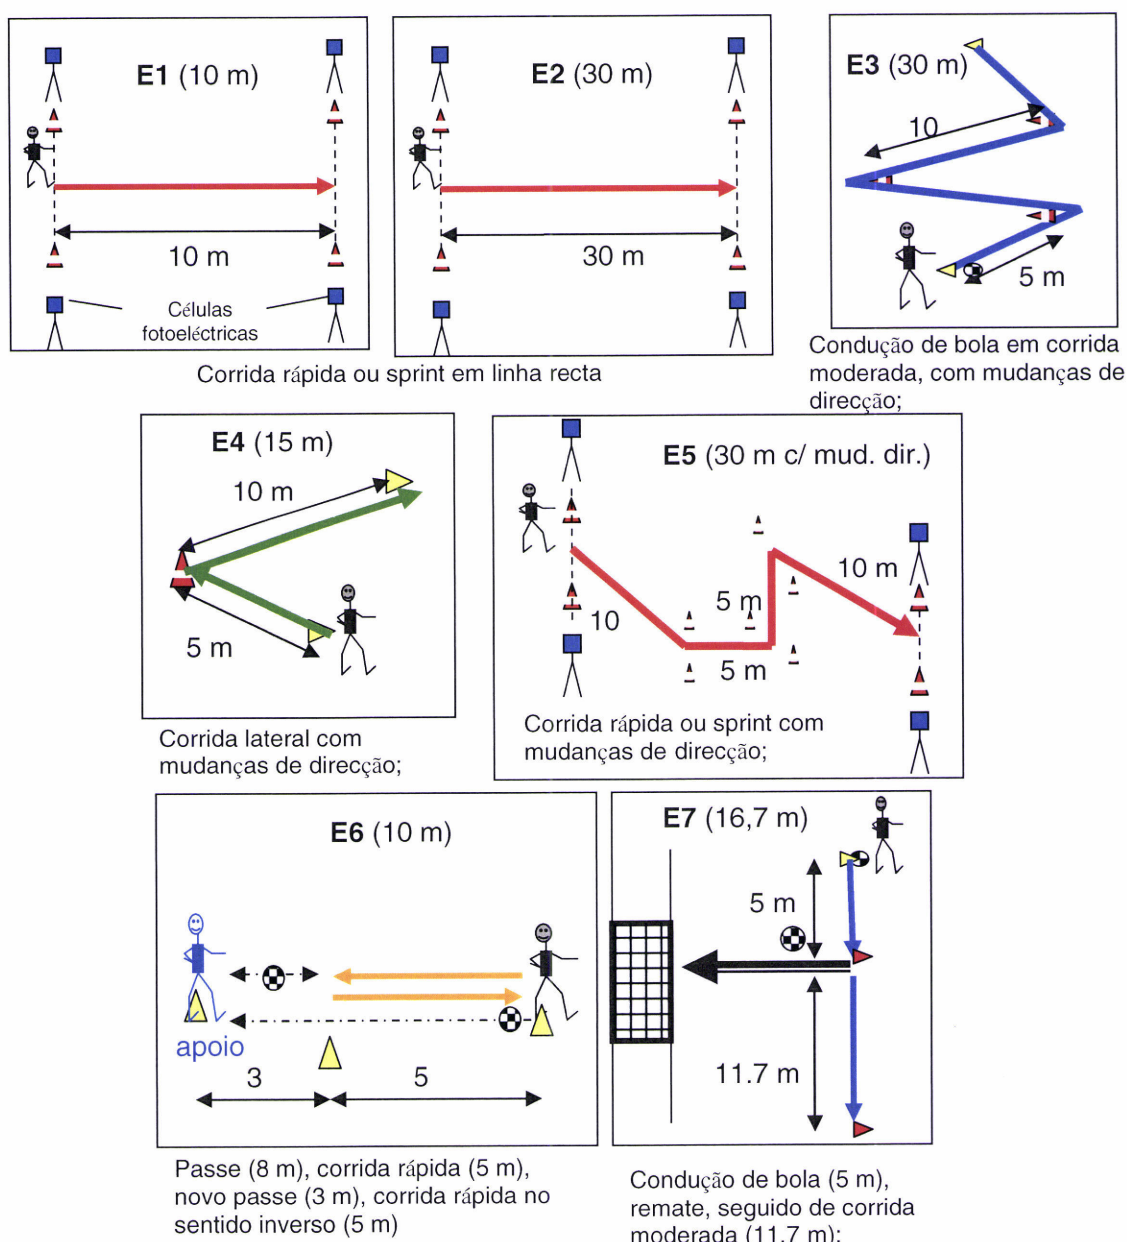 E1 (10 m)
10 m
Células
fotoeléctricas
E2 (30 m)
30 m
Corrida rápida ou sprint em linha recta
E3 (30 m)
10
5 m
Condução de bola em corrida
moderada, com mudanças de
direcção;
E4 (15 m)
10 m
5 m
Corrida lateral com
mudanças de direcção;
E5 (30 m c/ mud. dir.)
10 m
5 m
10
5 m
Corrida rápida ou sprint com
mudanças de direcção;
E6 (10 m)
apoio
3
5
Passe (8 m), corrida rápida (5 m),
novo passe (3 m), corrida rápida no
sentido inverso (5 m)
E7 (16,7 m)
5 m
11.7 m
Condução de bola (5 m),
remate, seguido de corrida
moderada (11,7 m);